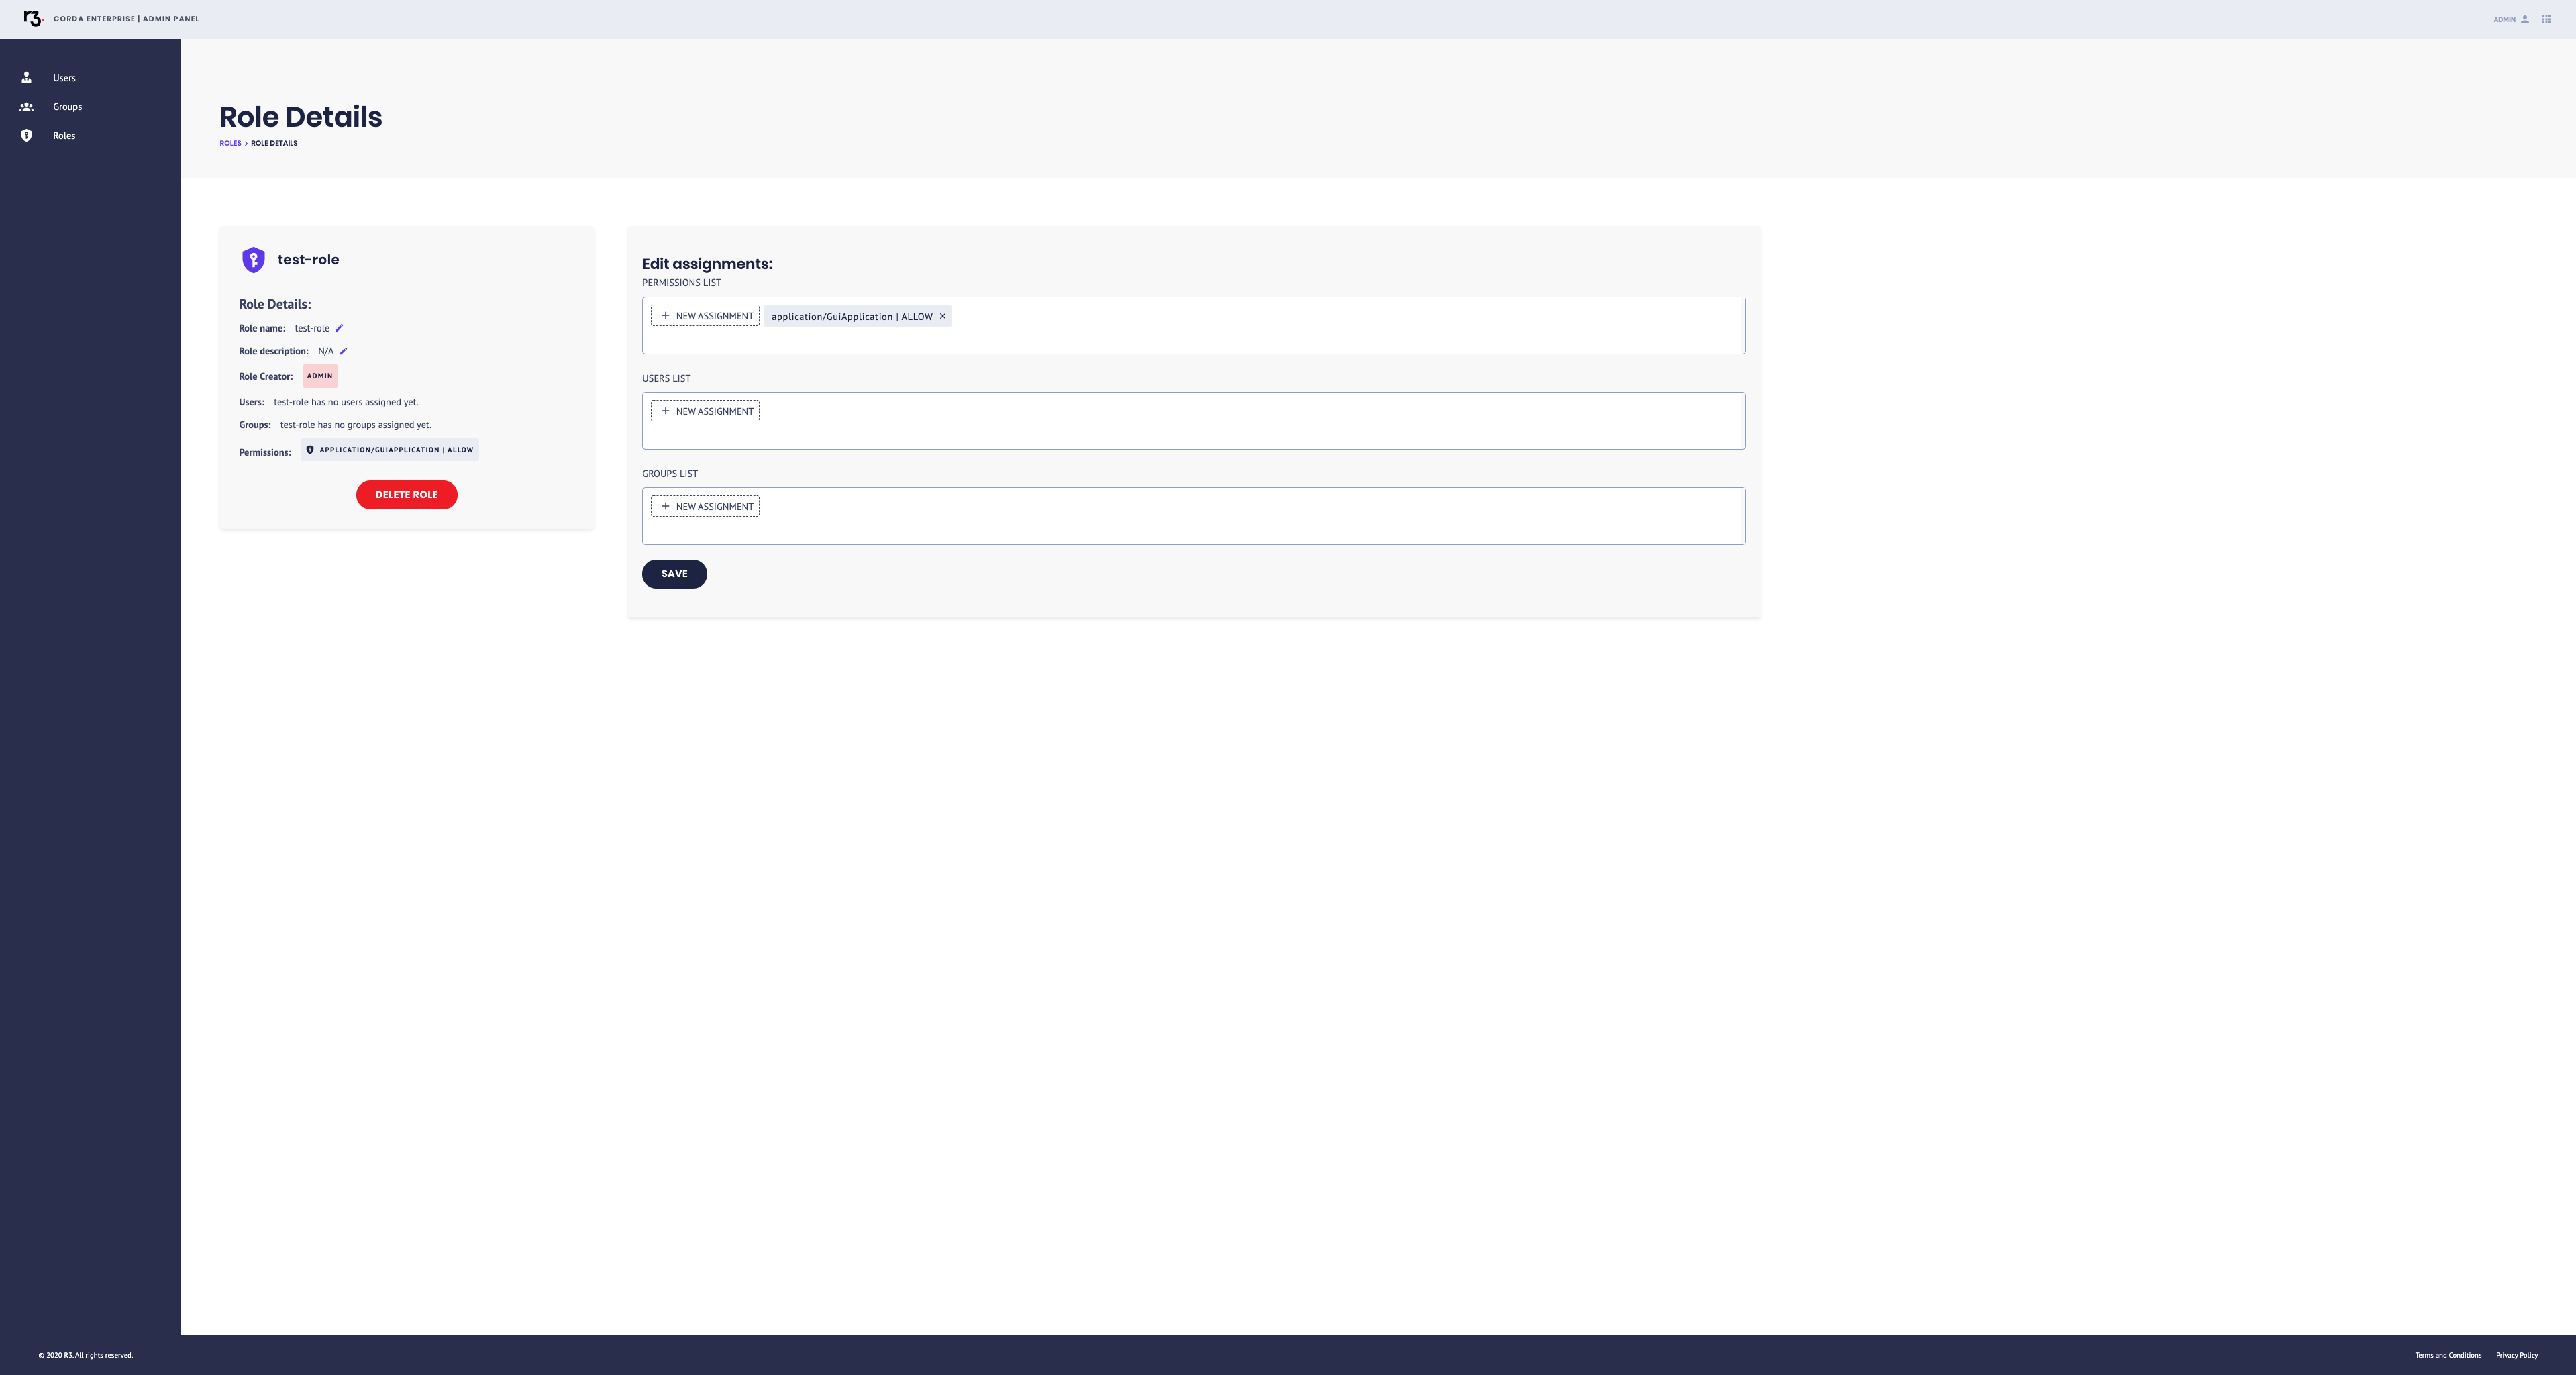 r3.
CORDA ENTERPRISE | ADMIN PANEL
ADMIN
Users
Groups
Roles
Role Details
ROLES > ROLE DETAILS
test-role
Role Details:
Role name: test-role
Role description: N/A
Role Creator: ADMIN
Users: test-role has no users assigned yet.
Groups: test-role has no groups assigned yet.
Permissions: APPLICATION/GUIAPPLICATION | ALLOW
DELETE ROLE
Edit assignments:
PERMISSIONS LIST
+ NEW ASSIGNMENT application/GuiApplication | ALLOW ×
USERS LIST
+ NEW ASSIGNMENT
GROUPS LIST
+ NEW ASSIGNMENT
SAVE
© 2020 R3. All rights reserved.
Terms and Conditions Privacy Policy